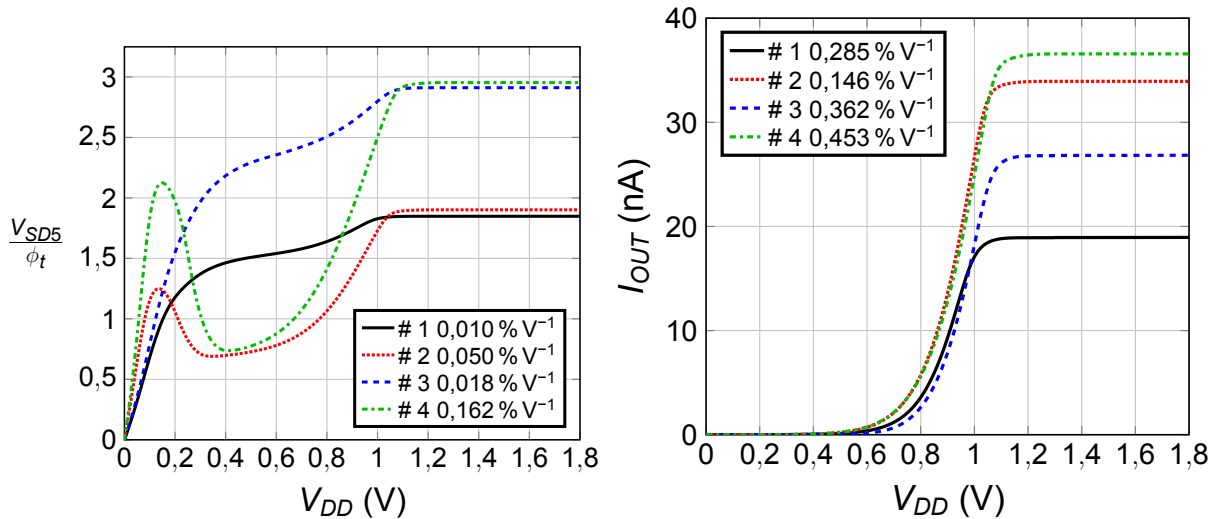 3
2,5
2
1,5
1
0,5
0
V_SD5
ϕ_t
# 1 0,010 % V⁻¹
# 2 0,050 % V⁻¹
# 3 0,018 % V⁻¹
# 4 0,162 % V⁻¹
0 0,2 0,4 0,6 0,8 1 1,2 1,4 1,6 1,8
V_DD (V)
40
30
20
10
0
I_OUT (nA)
# 1 0,285 % V⁻¹
# 2 0,146 % V⁻¹
# 3 0,362 % V⁻¹
# 4 0,453 % V⁻¹
0 0,2 0,4 0,6 0,8 1 1,2 1,4 1,6 1,8
V_DD (V)